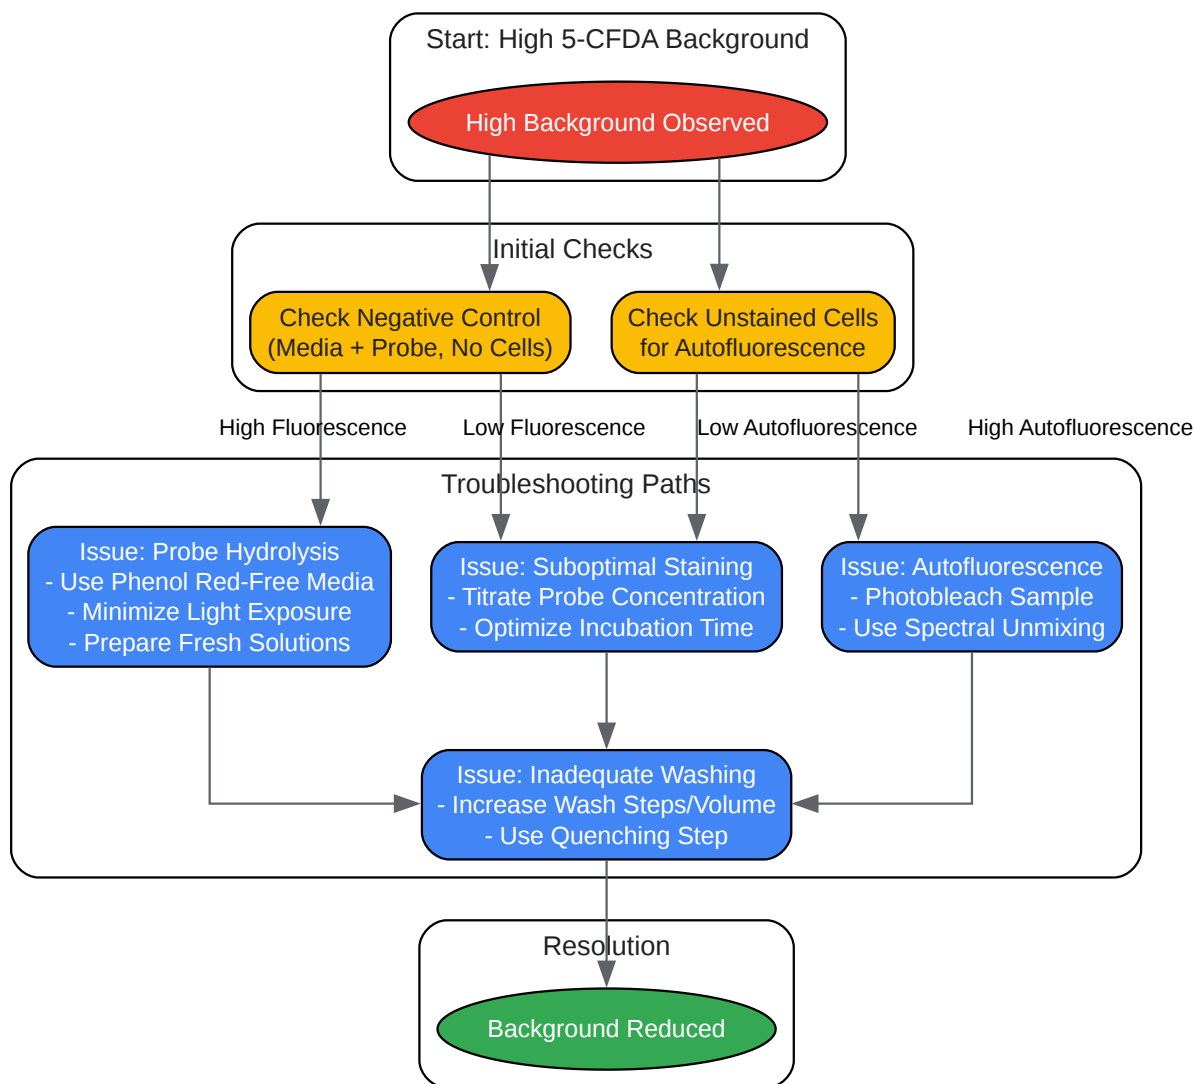 Start: High 5-CFDA Background
High Background Observed
Initial Checks
Check Negative Control
(Media + Probe, No Cells)
Check Unstained Cells
for Autofluorescence
High Fluorescence
Low Fluorescence
Low Autofluorescence
High Autofluorescence
Troubleshooting Paths
Issue: Probe Hydrolysis
- Use Phenol Red-Free Media
- Minimize Light Exposure
- Prepare Fresh Solutions
Issue: Suboptimal Staining
- Titrate Probe Concentration
- Optimize Incubation Time
Issue: Autofluorescence
- Photobleach Sample
- Use Spectral Unmixing
Issue: Inadequate Washing
- Increase Wash Steps/Volume
- Use Quenching Step
Resolution
Background Reduced